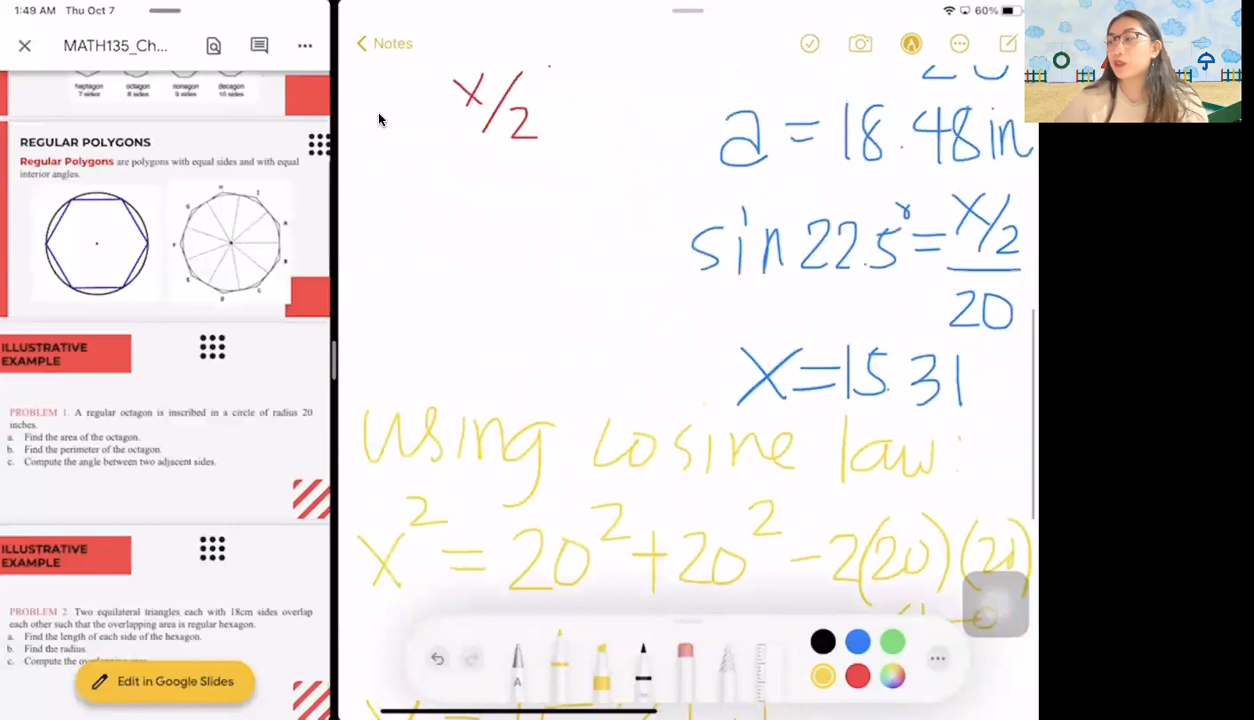 1:49 AM Thu Oct 7
60%
MATH135_Ch...
Notes
heptagon
7 sides
octagon
8 sides
nonagon
9 sides
decagon
10 sides
REGULAR POLYGONS
Regular Polygons are polygons with equal sides and with equal
interior angles.
ILLUSTRATIVE
EXAMPLE
PROBLEM 1. A regular octagon is inscribed in a circle of radius 20
inches.
a. Find the area of the octagon.
b. Find the perimeter of the octagon.
c. Compute the angle between two adjacent sides.
ILLUSTRATIVE
EXAMPLE
PROBLEM 2. Two equilateral triangles each with 18cm sides overlap
each other such that the overlapping area is regular hexagon.
a. Find the length of each side of the hexagon.
b. Find the radius.
c. Compute the
Edit in Google Slides
x/2
a = 18.48in
sin 22.5° = x/2
20
x = 15.31
Using cosine law:
x² = 20² + 20² - 2(20)(20)
A